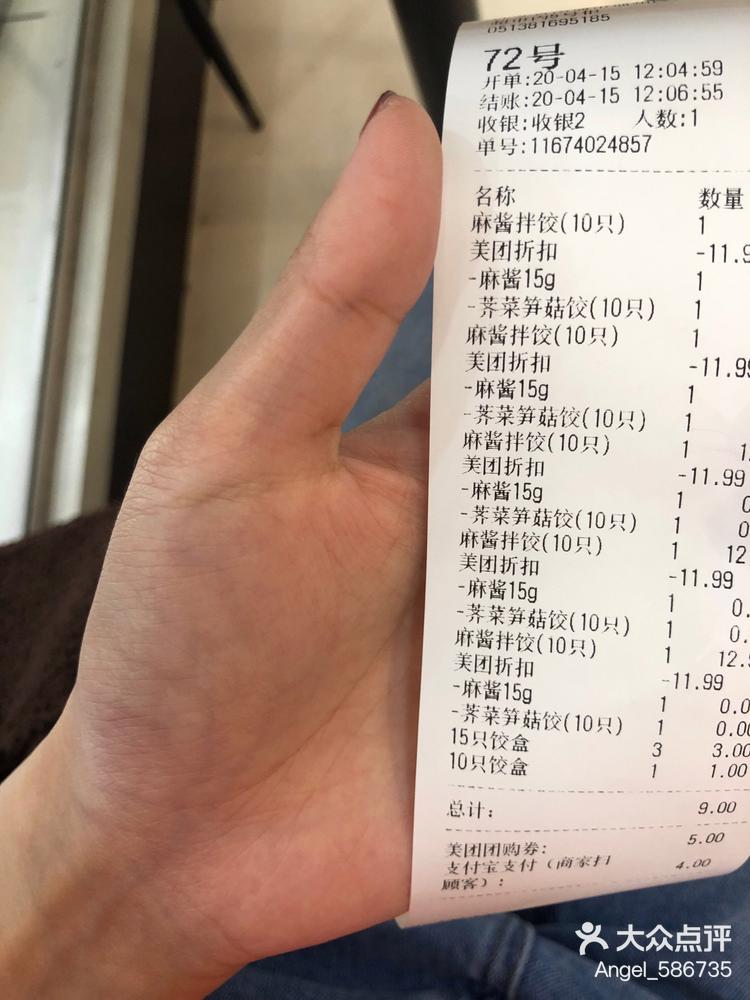 051381695185
72号
开单:20-04-15 12:04:59
结账:20-04-15 12:06:55
收银:收银2 人数:1
单号:11674024857
名称 数量
麻酱拌饺(10只) 1
美团折扣 -11.9
-麻酱15g 1
-荠菜笋菇饺(10只) 1
麻酱拌饺(10只) 1
美团折扣 -11.99
-麻酱15g 1
-荠菜笋菇饺(10只) 1
麻酱拌饺(10只) 1 1
美团折扣 -11.99
-麻酱15g 1 0
-荠菜笋菇饺(10只) 1 0
麻酱拌饺(10只) 1 12
美团折扣 -11.99
-麻酱15g 1 0.
-荠菜笋菇饺(10只) 1 0.
麻酱拌饺(10只) 1 12.9
美团折扣 -11.99
-麻酱15g 1 0.0
-荠菜笋菇饺(10只) 1 0.00
15只饺盒 3 3.00
10只饺盒 1 1.00
总计: 9.00
美团团购券: 5.00
支付宝支付（商家扫 4.00
顾客）:
大众点评
Angel_586735